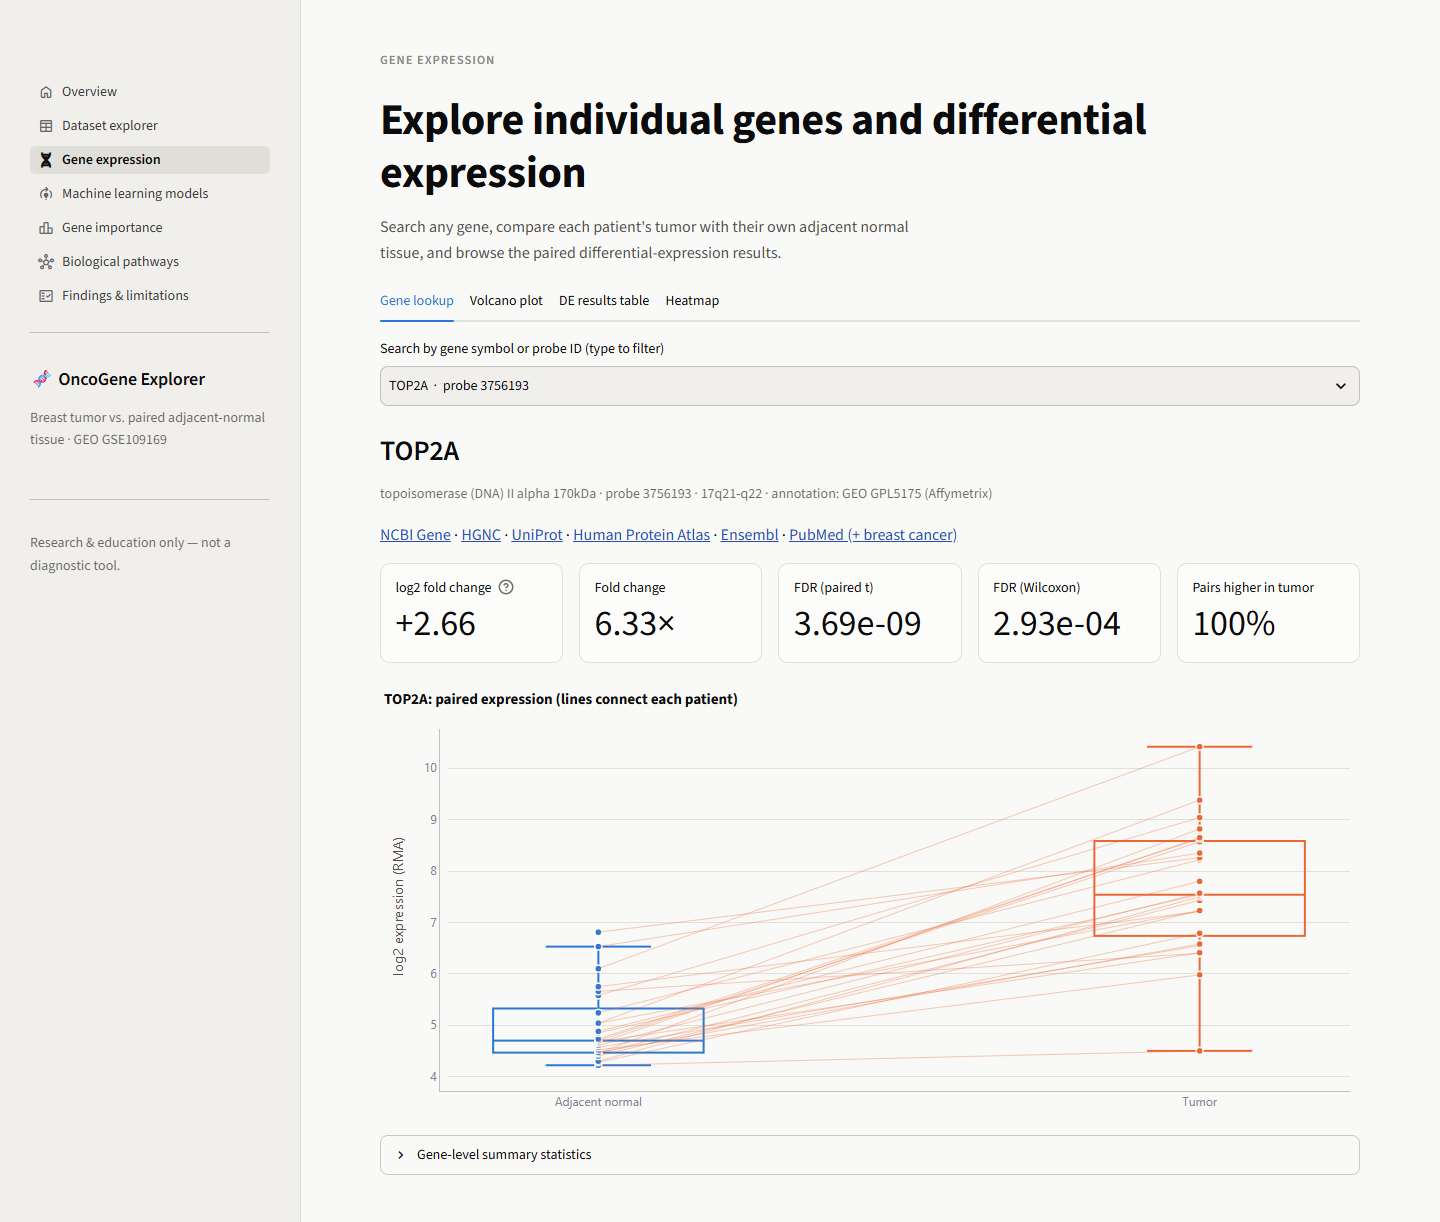 Overview
Dataset explorer
Gene expression
Machine learning models
Gene importance
Biological pathways
Findings & limitations
OncoGene Explorer
Breast tumor vs. paired adjacent-normal
tissue · GEO GSE109169
Research & education only — not a
diagnostic tool.
GENE EXPRESSION
Explore individual genes and differential
expression
Search any gene, compare each patient's tumor with their own adjacent normal
tissue, and browse the paired differential-expression results.
Gene lookup Volcano plot DE results table Heatmap
Search by gene symbol or probe ID (type to filter)
TOP2A · probe 3756193
TOP2A
topoisomerase (DNA) II alpha 170kDa · probe 3756193 · 17q21-q22 · annotation: GEO GPL5175 (Affymetrix)
NCBI Gene · HGNC · UniProt · Human Protein Atlas · Ensembl · PubMed (+ breast cancer)
log2 fold change
+2.66
Fold change
6.33×
FDR (paired t)
3.69e-09
FDR (Wilcoxon)
2.93e-04
Pairs higher in tumor
100%
TOP2A: paired expression (lines connect each patient)
log2 expression (RMA)
10
9
8
7
6
5
4
Adjacent normal Tumor
Gene-level summary statistics